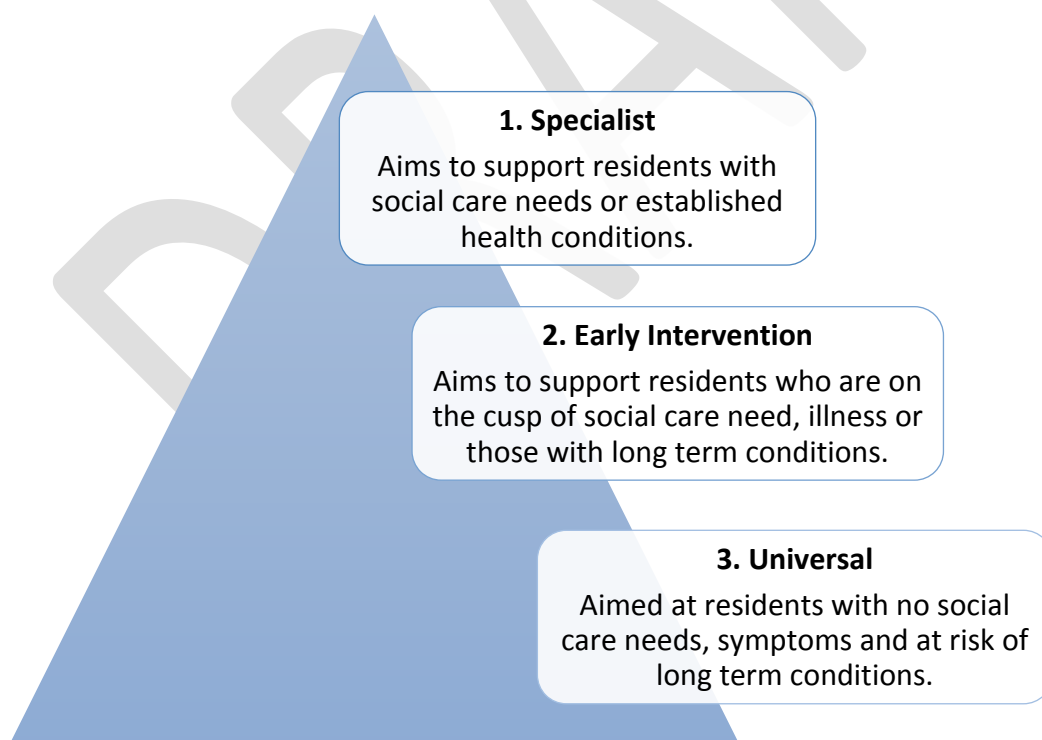 DRA
1. Specialist
Aims to support residents with
social care needs or established
health conditions.
2. Early Intervention
Aims to support residents who are on
the cusp of social care need, illness or
those with long term conditions.
3. Universal
Aimed at residents with no social
care needs, symptoms and at risk of
long term conditions.